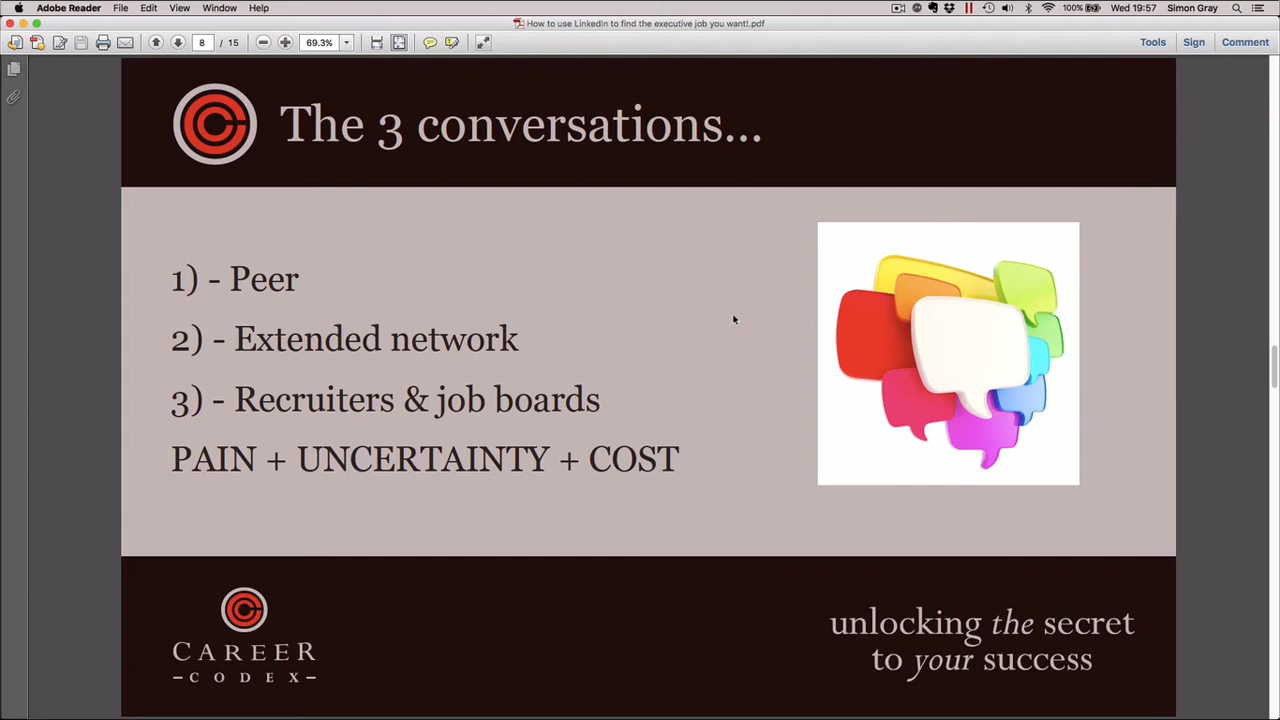 Adobe Reader File Edit View Window Help 100% Wed 19:57 Simon Gray
How to use LinkedIn to find the executive job you want!.pdf
8 / 15 69.3% Tools Sign Comment
The 3 conversations...
1) - Peer
2) - Extended network
3) - Recruiters & job boards
PAIN + UNCERTAINTY + COST
CAREER
CODEX
unlocking the secret
to your success